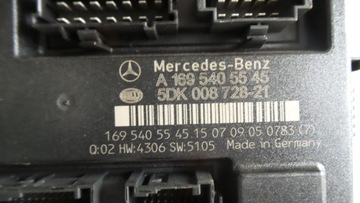 Mercedes-Benz
A 169 540 55 45
HELLA
5DK 008 728-21
169 540 55 45 15 07 09 05 0783 (7)
Q:02 HW:4306 SW:5105 Made in Germany